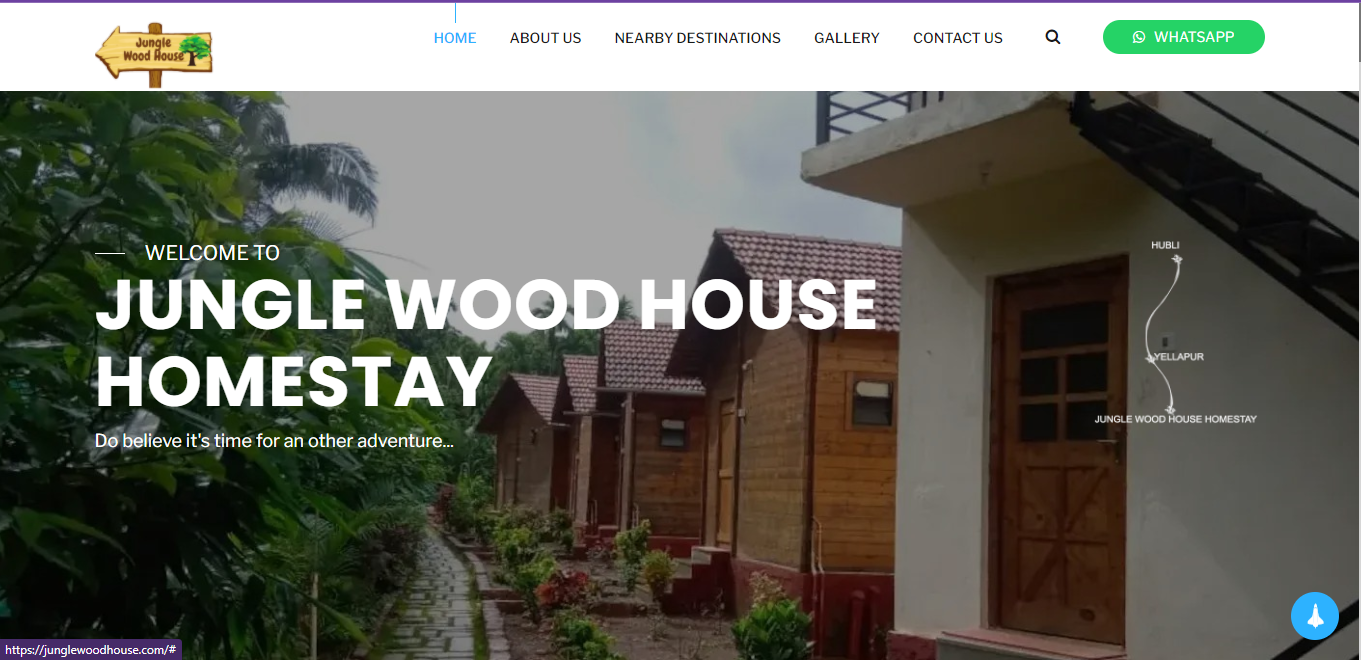 Jungle
Wood House
HOME
ABOUT US
NEARBY DESTINATIONS
GALLERY
CONTACT US
WHATSAPP
WELCOME TO
JUNGLE WOOD HOUSE
HOMESTAY
Do believe it's time for an other adventure...
HUBLI
YELLAPUR
JUNGLE WOOD HOUSE HOMESTAY
https://junglewoodhouse.com/#